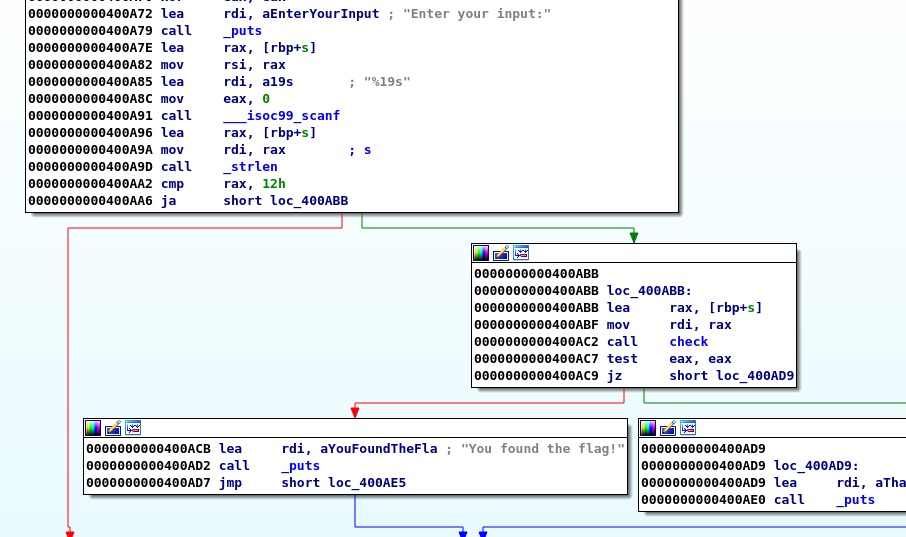 0000000000400A72 lea rdi, aEnterYourInput ; "Enter your input:"
0000000000400A79 call _puts
0000000000400A7E lea rax, [rbp+s]
0000000000400A82 mov rsi, rax
0000000000400A85 lea rdi, a19s ; "%19s"
0000000000400A8C mov eax, 0
0000000000400A91 call ___isoc99_scanf
0000000000400A96 lea rax, [rbp+s]
0000000000400A9A mov rdi, rax ; s
0000000000400A9D call _strlen
0000000000400AA2 cmp rax, 12h
0000000000400AA6 ja short loc_400ABB
0000000000400ABB
0000000000400ABB loc_400ABB:
0000000000400ABB lea rax, [rbp+s]
0000000000400ABF mov rdi, rax
0000000000400AC2 call check
0000000000400AC7 test eax, eax
0000000000400AC9 jz short loc_400AD9
0000000000400ACB lea rdi, aYouFoundTheFla ; "You found the flag!"
0000000000400AD2 call _puts
0000000000400AD7 jmp short loc_400AE5
0000000000400AD9
0000000000400AD9 loc_400AD9:
0000000000400AD9 lea rdi, aTha
0000000000400AE0 call _puts